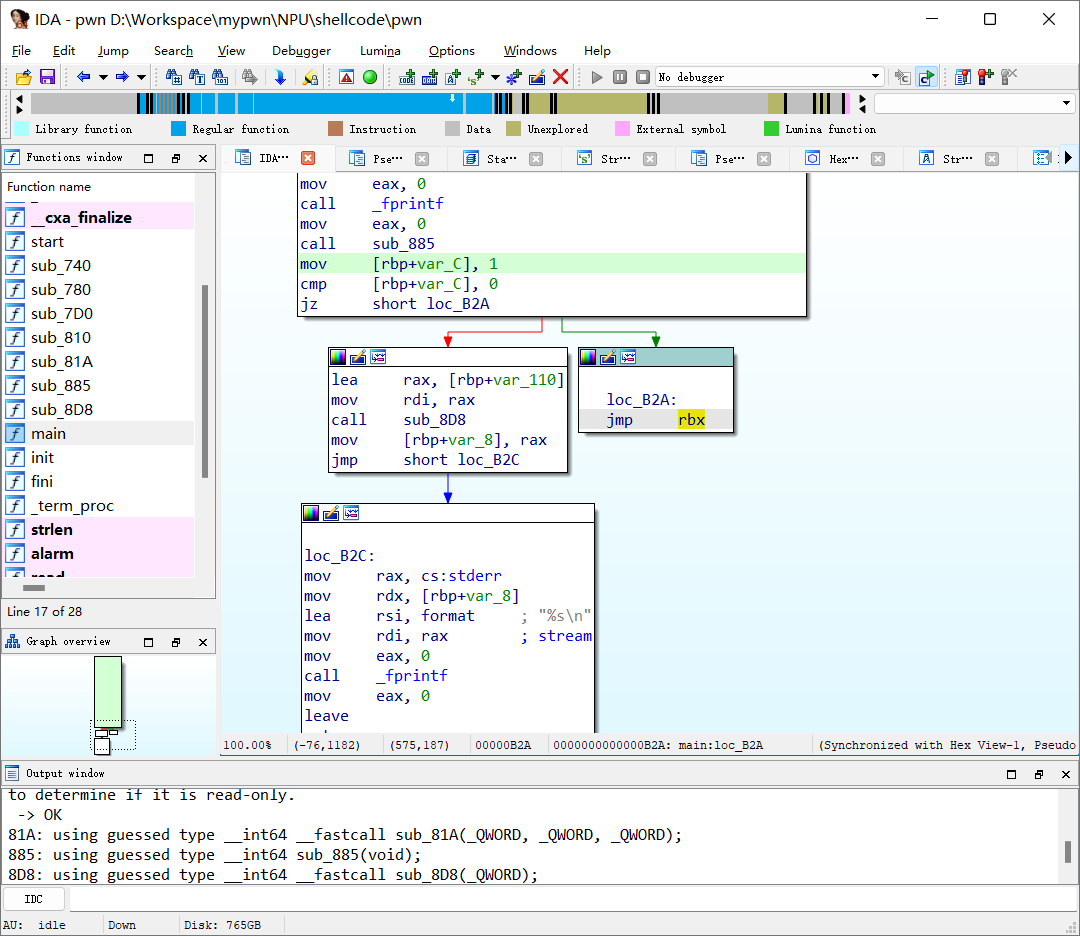 IDA - pwn D:\Workspace\mypwn\NPU\shellcode\pwn
File Edit Jump Search View Debugger Lumina Options Windows Help
No debugger
Library function Regular function Instruction Data Unexplored External symbol Lumina function
Functions window
IDA… Pse… Sta… Str… Pse… Hex… Str…
Function name
__cxa_finalize
start
sub_740
sub_780
sub_7D0
sub_810
sub_81A
sub_885
sub_8D8
main
init
fini
_term_proc
strlen
alarm
read
Line 17 of 28
Graph overview
mov eax, 0
call _fprintf
mov eax, 0
call sub_885
mov [rbp+var_C], 1
cmp [rbp+var_C], 0
jz short loc_B2A
lea rax, [rbp+var_110]
mov rdi, rax
call sub_8D8
mov [rbp+var_8], rax
jmp short loc_B2C
loc_B2A:
jmp rbx
loc_B2C:
mov rax, cs:stderr
mov rdx, [rbp+var_8]
lea rsi, format ; "%s\n"
mov rdi, rax ; stream
mov eax, 0
call _fprintf
mov eax, 0
leave
100.00% (-76,1182) (575,187) 00000B2A 0000000000000B2A: main:loc_B2A (Synchronized with Hex View-1, Pseudo
Output window
to determine if it is read-only.
-> OK
81A: using guessed type __int64 __fastcall sub_81A(_QWORD, _QWORD, _QWORD);
885: using guessed type __int64 sub_885(void);
8D8: using guessed type __int64 __fastcall sub_8D8(_QWORD);
IDC
AU: idle Down Disk: 765GB